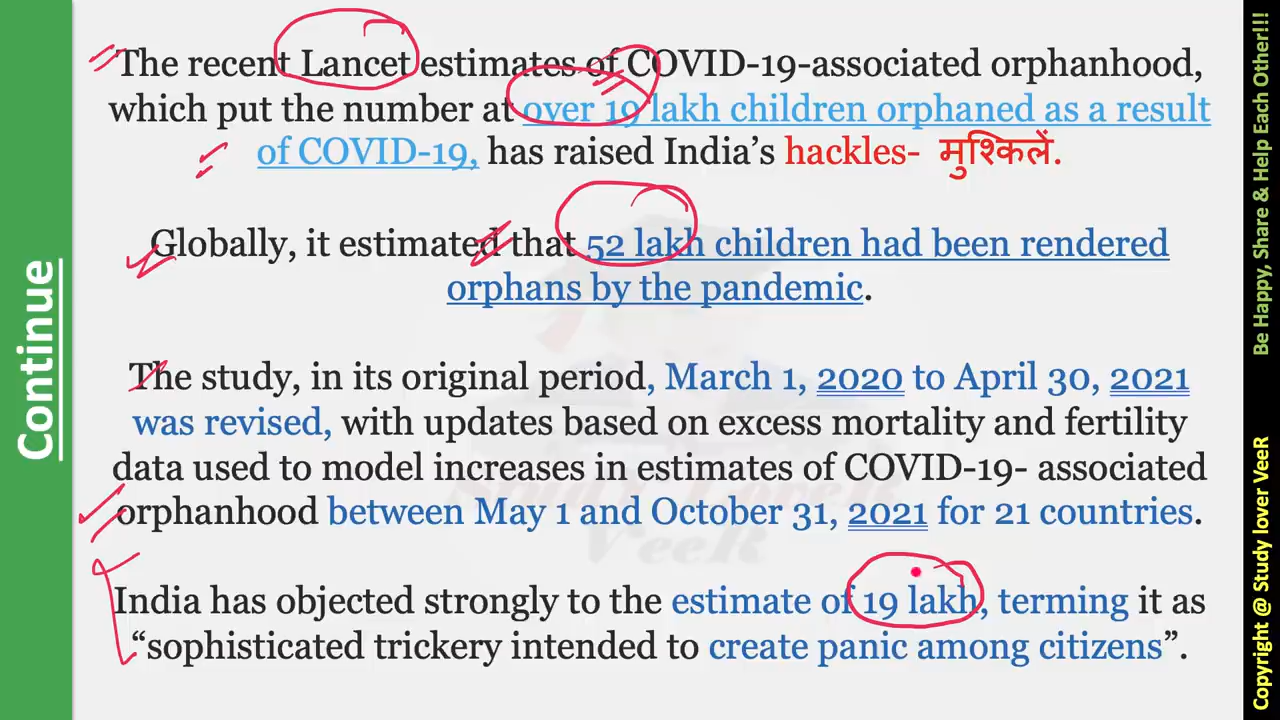 The recent Lancet estimates of COVID-19-associated orphanhood,
which put the number at over 19 lakh children orphaned as a result
of COVID-19, has raised India’s hackles- मुश्किलें.
Globally, it estimated that 52 lakh children had been rendered
orphans by the pandemic.
The study, in its original period, March 1, 2020 to April 30, 2021
was revised, with updates based on excess mortality and fertility
data used to model increases in estimates of COVID-19- associated
orphanhood between May 1 and October 31, 2021 for 21 countries.
India has objected strongly to the estimate of 19 lakh, terming it as
“sophisticated trickery intended to create panic among citizens”.
Continue
Be Happy, Share & Help Each Other!!!
Copyright @ Study lover VeeR